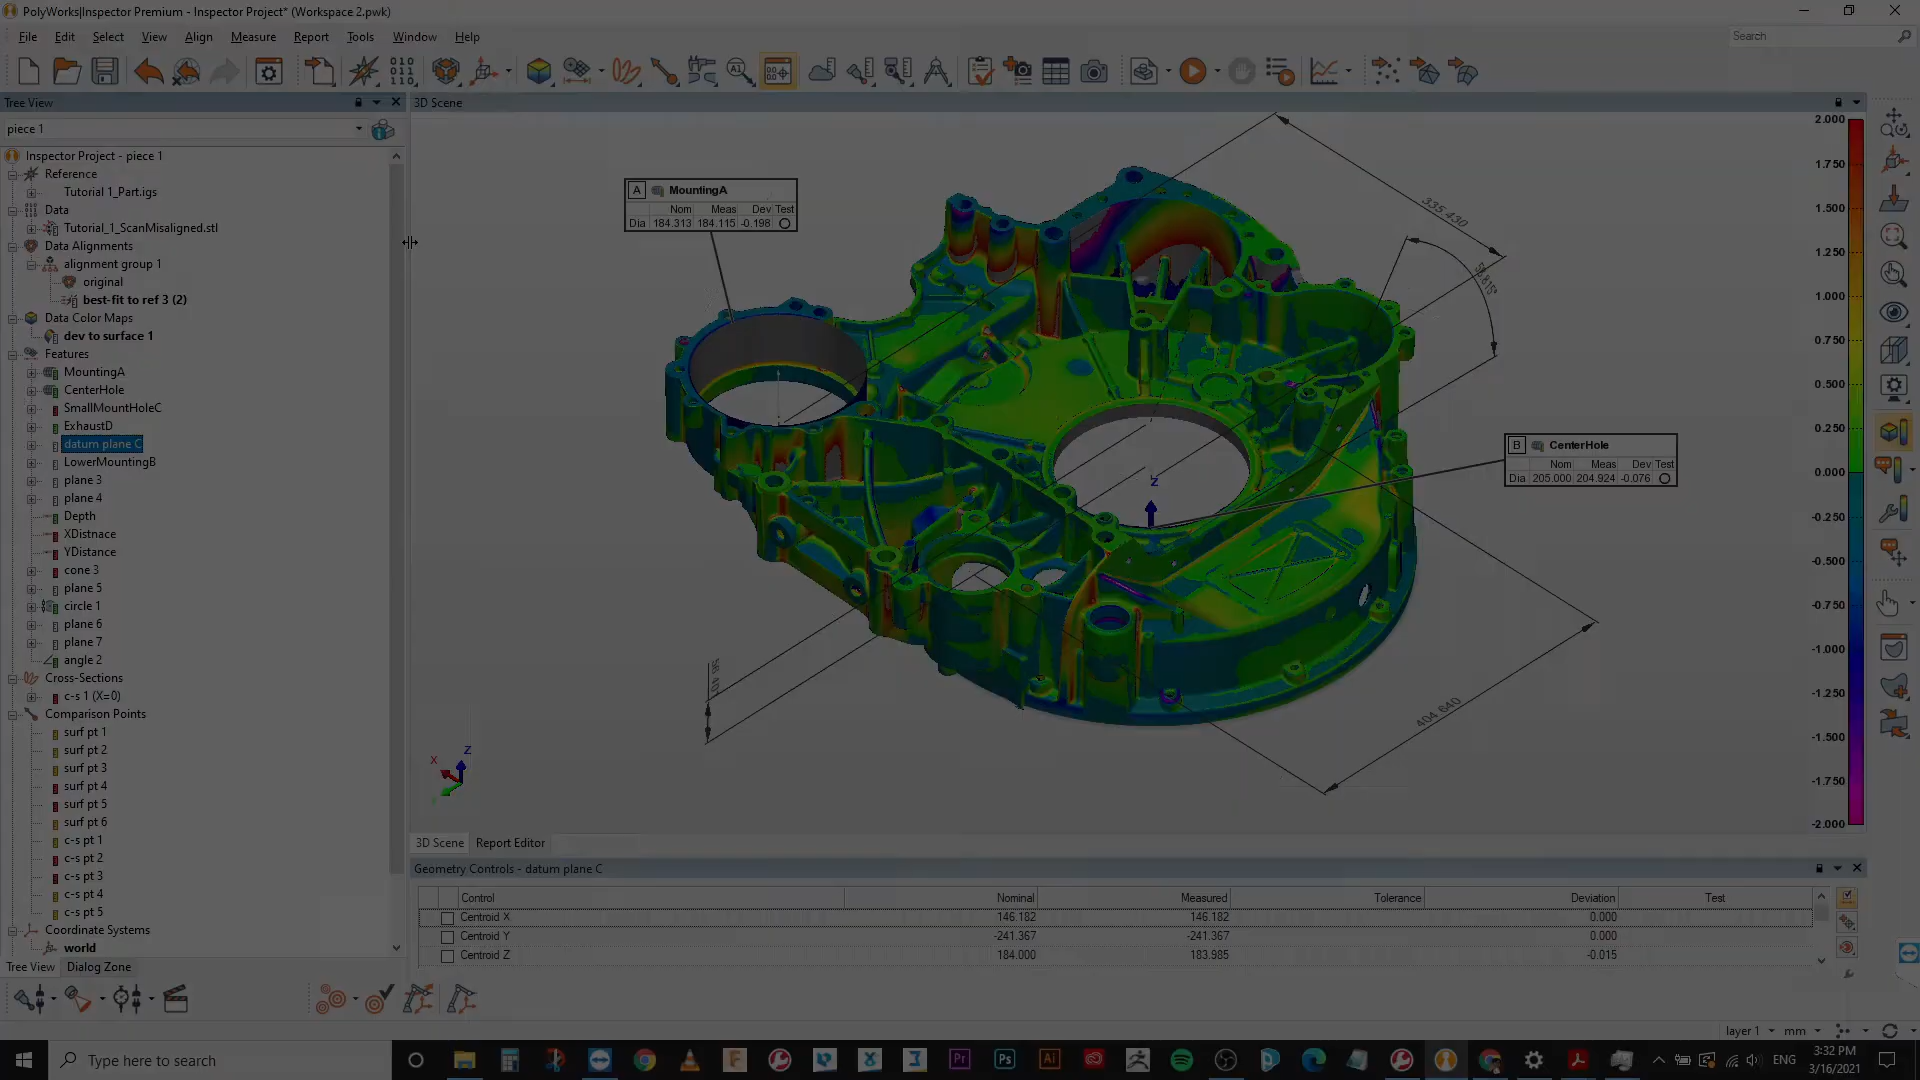 PolyWorks|Inspector Premium - Inspector Project* (Workspace 2.pwk)
File Edit Select View Align Measure Report Tools Window Help
Search
Tree View
piece 1
Inspector Project - piece 1
Reference
Tutorial 1_Part.igs
Data
Tutorial_1_ScanMisaligned.stl
Data Alignments
alignment group 1
original
best-fit to ref 3 (2)
Data Color Maps
dev to surface 1
Features
MountingA
CenterHole
SmallMountHoleC
ExhaustD
datum plane C
LowerMountingB
plane 3
plane 4
Depth
XDistnace
YDistance
cone 3
plane 5
circle 1
plane 6
plane 7
angle 2
Cross-Sections
c-s 1 (X=0)
Comparison Points
surf pt 1
surf pt 2
surf pt 3
surf pt 4
surf pt 5
surf pt 6
c-s pt 1
c-s pt 2
c-s pt 3
c-s pt 4
c-s pt 5
Coordinate Systems
world
Tree View Dialog Zone
3D Scene
A MountingA
Nom Meas Dev Test
Dia 184.313 184.115 -0.198
335.430
B CenterHole
Nom Meas Dev Test
Dia 205.000 204.924 -0.076
404.640
Z
X Z
2.000
1.750
1.500
1.250
1.000
0.750
0.500
0.250
0.000
-0.250
-0.500
-0.750
-1.000
-1.250
-1.500
-1.750
-2.000
3D Scene Report Editor
Geometry Controls - datum plane C
Control Nominal Measured Tolerance Deviation Test
Centroid X 146.182 146.182 0.000
Centroid Y -241.367 -241.367 0.000
Centroid Z 184.000 183.985 -0.015
layer 1 mm
Type here to search
Pr Ps Ai
ENG
3:32 PM
3/16/2021